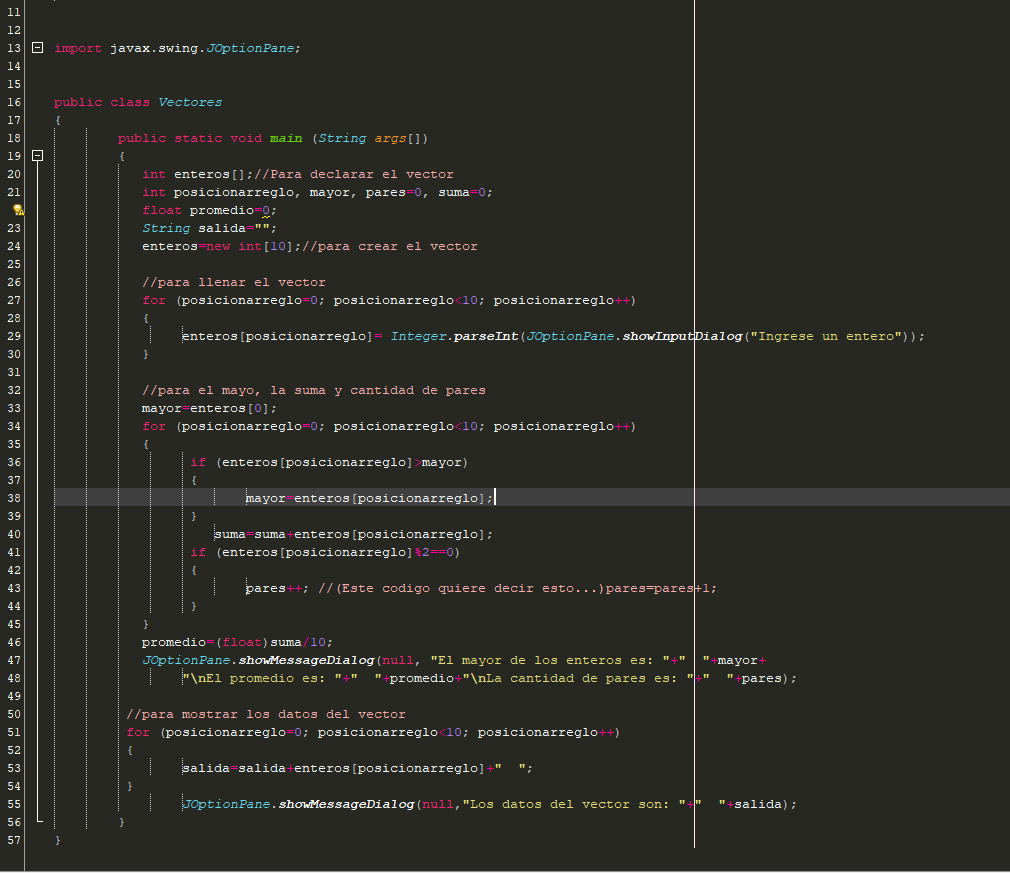 11
12
13 import javax.swing.JOptionPane;
14
15
16 public class Vectores
17 {
18 public static void main (String args[])
19 {
20 int enteros[];//Para declarar el vector
21 int posicionarreglo, mayor, pares=0, suma=0;
float promedio=0;
23 String salida="";
24 enteros=new int[10];//para crear el vector
25
26 //para llenar el vector
27 for (posicionarreglo=0; posicionarreglo<10; posicionarreglo++)
28 {
29 enteros[posicionarreglo]= Integer.parseInt(JOptionPane.showInputDialog("Ingrese un entero"));
30 }
31
32 //para el mayo, la suma y cantidad de pares
33 mayor=enteros[0];
34 for (posicionarreglo=0; posicionarreglo<10; posicionarreglo++)
35 {
36 if (enteros[posicionarreglo]>mayor)
37 {
38 mayor=enteros[posicionarreglo];
39 }
40 suma=suma+enteros[posicionarreglo];
41 if (enteros[posicionarreglo]%2==0)
42 {
43 pares++; //(Este codigo quiere decir esto...)pares=pares+1;
44 }
45 }
46 promedio=(float)suma/10;
47 JOptionPane.showMessageDialog(null, "El mayor de los enteros es: "+"  "+mayor+
48 "\nEl promedio es: "+"  "+promedio+"\nLa cantidad de pares es: "+"  "+pares);
49
50 //para mostrar los datos del vector
51 for (posicionarreglo=0; posicionarreglo<10; posicionarreglo++)
52 {
53 salida=salida+enteros[posicionarreglo]+"  ";
54 }
55 JOptionPane.showMessageDialog(null,"Los datos del vector son: "+"  "+salida);
56 }
57 }